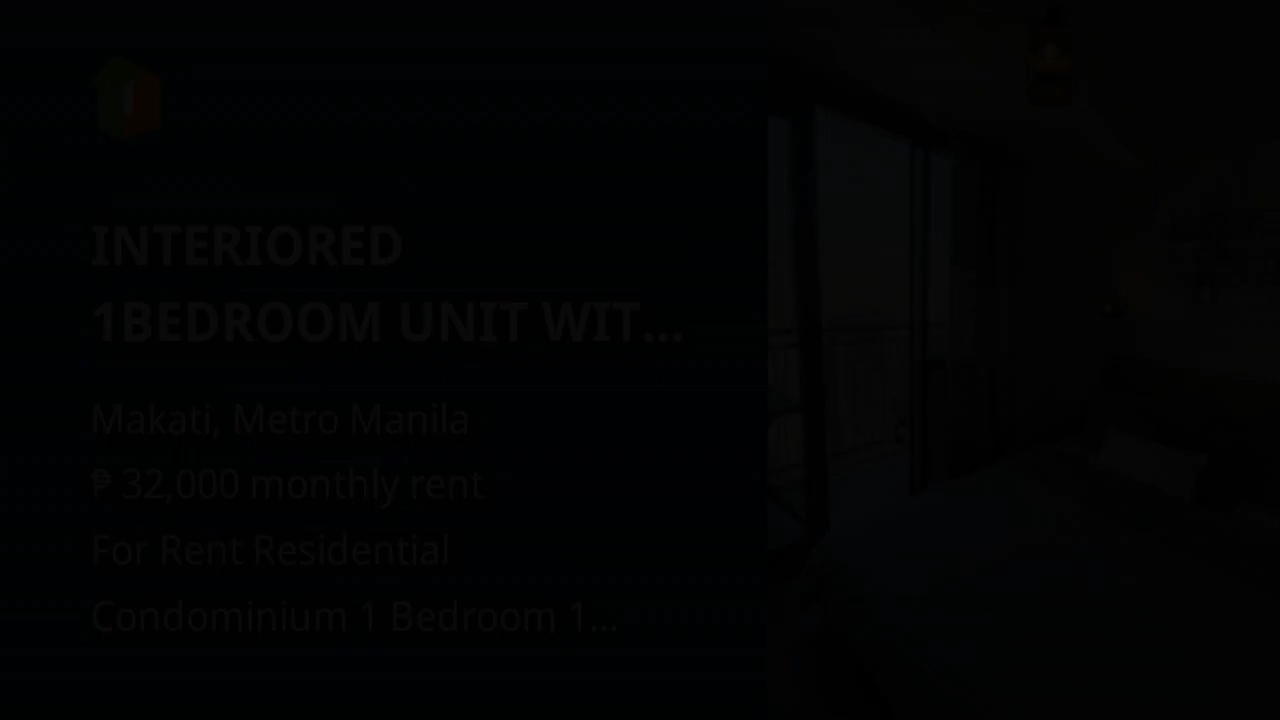 INTERIORED
1BEDROOM UNIT WIT...
Makati, Metro Manila
₱ 32,000 monthly rent
For Rent Residential
Condominium 1 Bedroom 1...